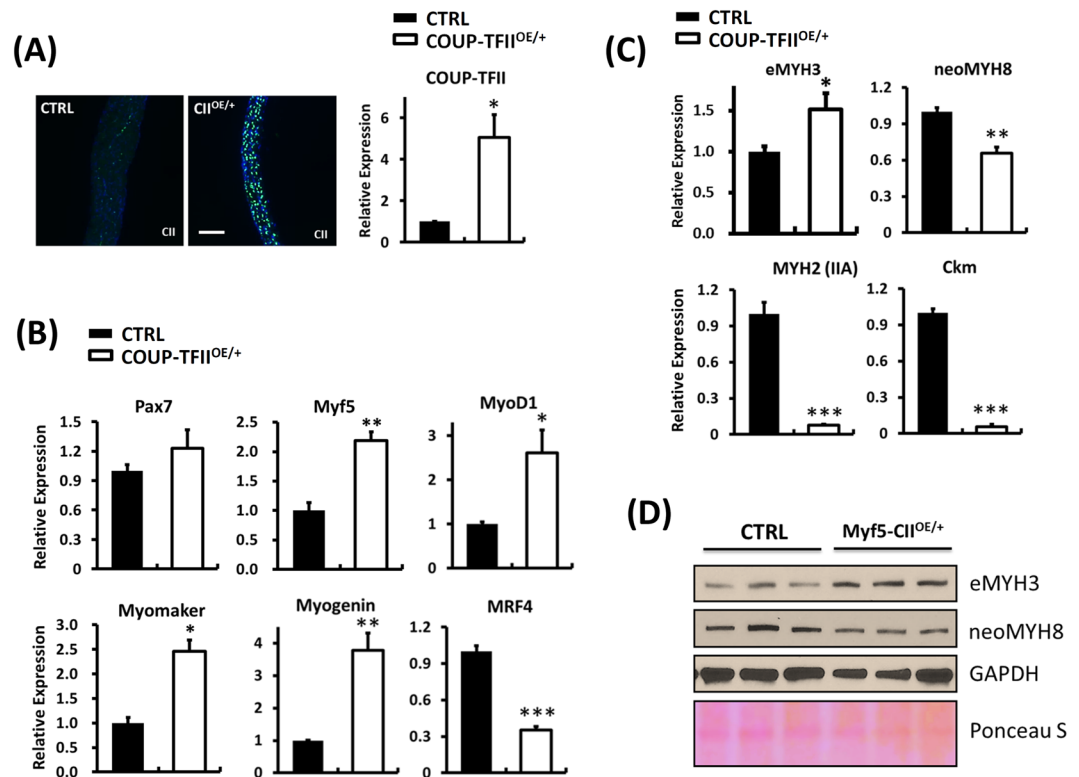 (A)
CTRL
COUP-TFII^OE/+
CTRL
CII
CII^OE/+
CII
COUP-TFII
*
Relative Expression
6
4
2
0
(B)
CTRL
COUP-TFII^OE/+
Pax7
Relative Expression
1.5
1.2
0.9
0.6
0.3
0
Myf5
**
2.5
2.0
1.5
1.0
0.5
0
MyoD1
*
3
2
1
0
Myomaker
*
Relative Expression
3.0
2.5
2.0
1.5
1.0
0.5
0.0
Myogenin
**
4
3
2
1
0
MRF4
***
1.2
0.9
0.6
0.3
0
(C)
CTRL
COUP-TFII^OE/+
eMYH3
*
Relative Expression
1.5
1.0
0.5
0.0
neoMYH8
**
1.2
0.9
0.6
0.3
0
MYH2 (IIA)
***
Relative Expression
1.2
0.9
0.6
0.3
0
Ckm
***
1.2
0.9
0.6
0.3
0
(D)
CTRL
Myf5-CII^OE/+
eMYH3
neoMYH8
GAPDH
Ponceau S